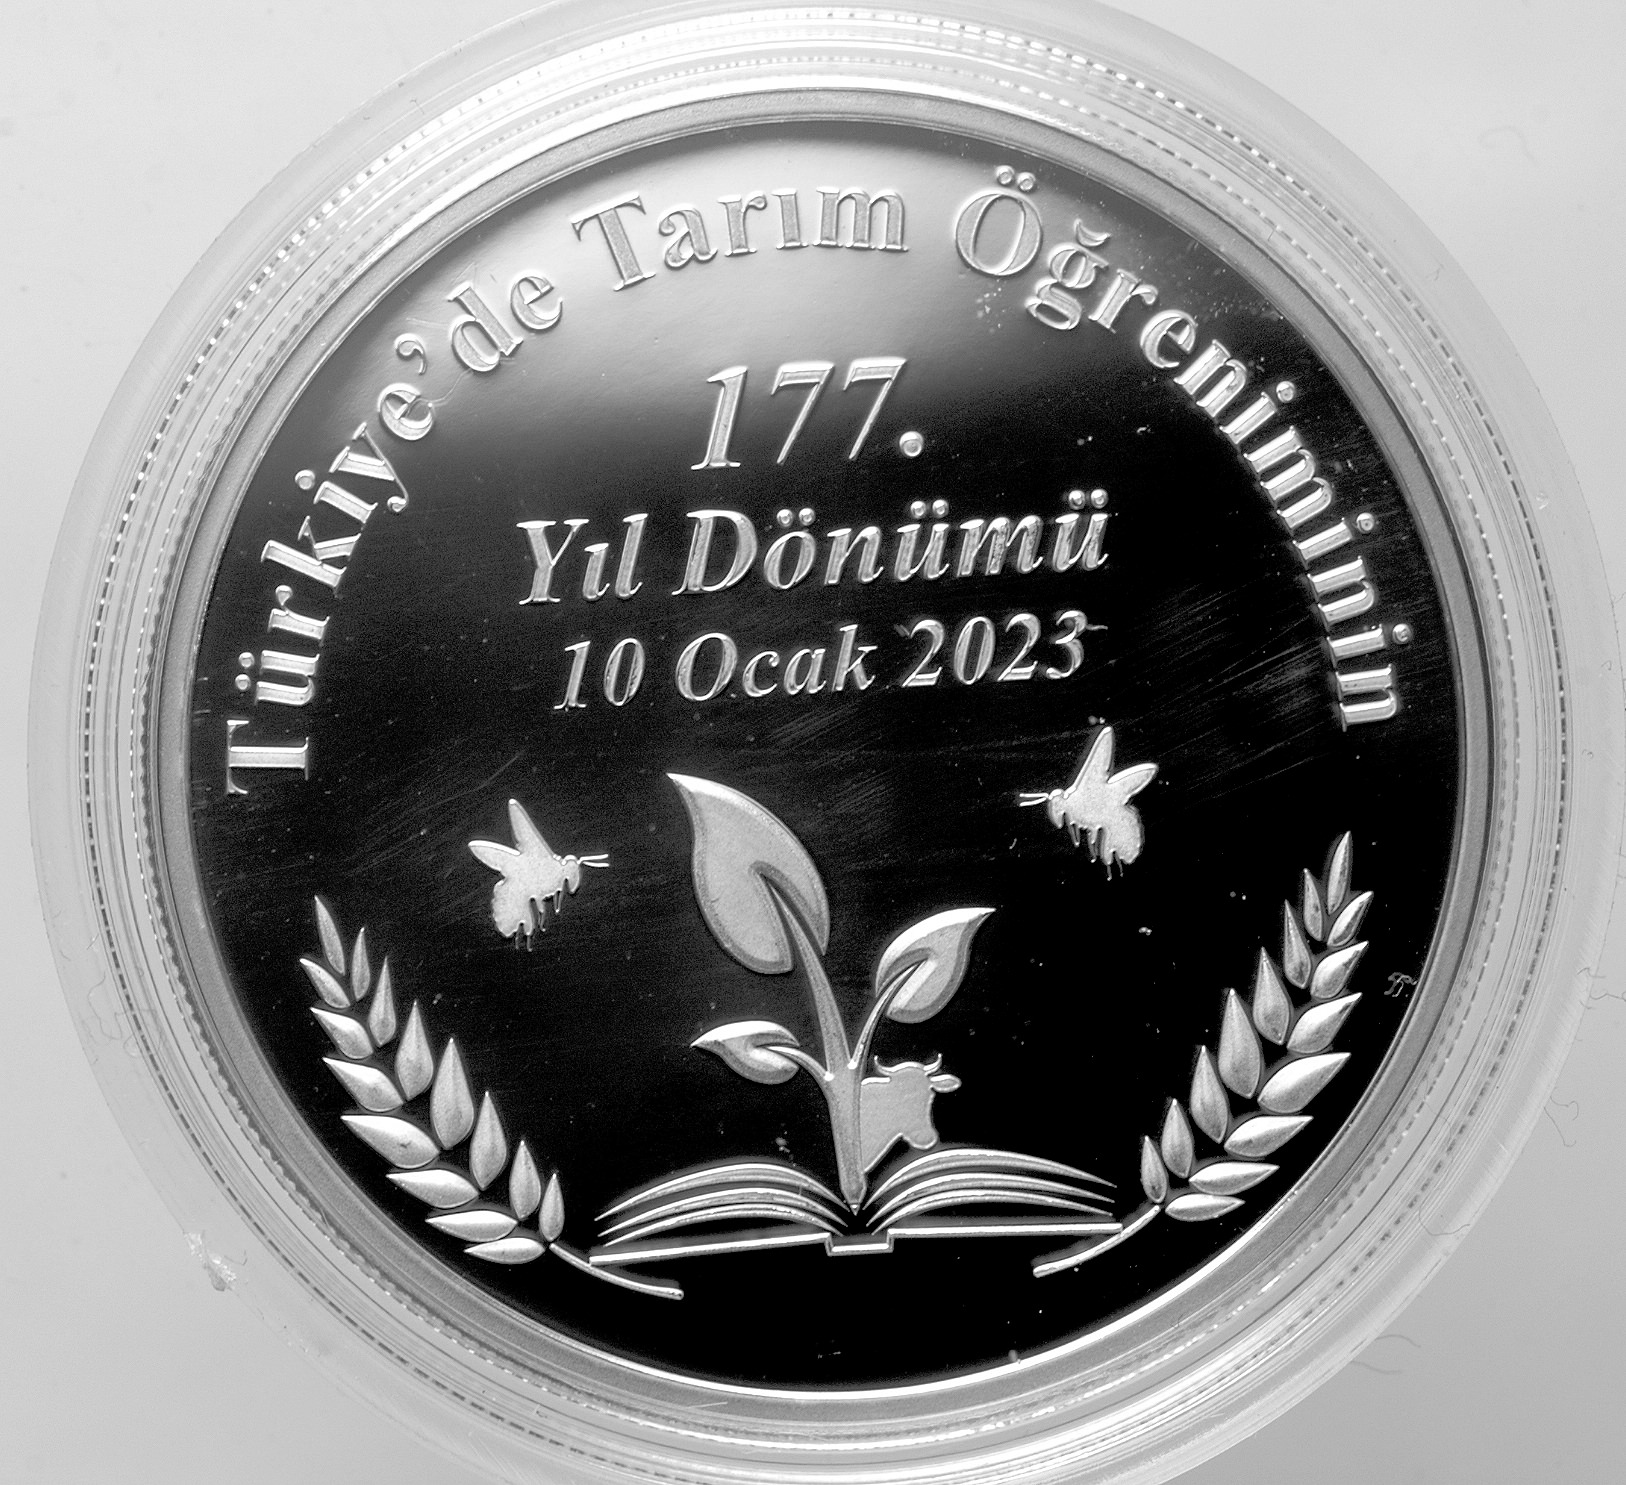 Türkiye'de Tarım Öğreniminin
177.
Yıl Dönümü
10 Ocak 2023